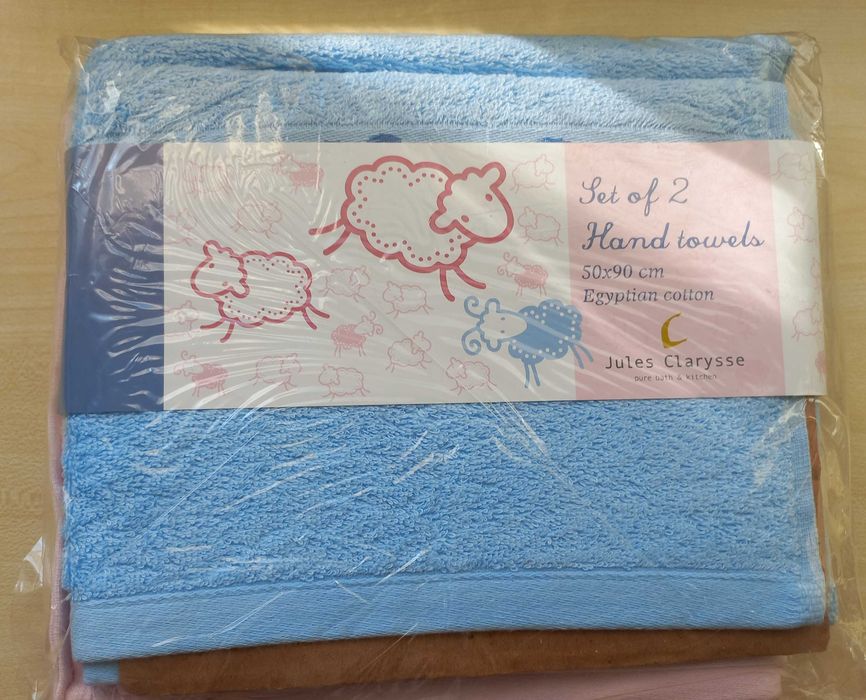 Set of 2
Hand towels
50x90 cm
Egyptian cotton
Jules Clarysse
pure bath & kitchen